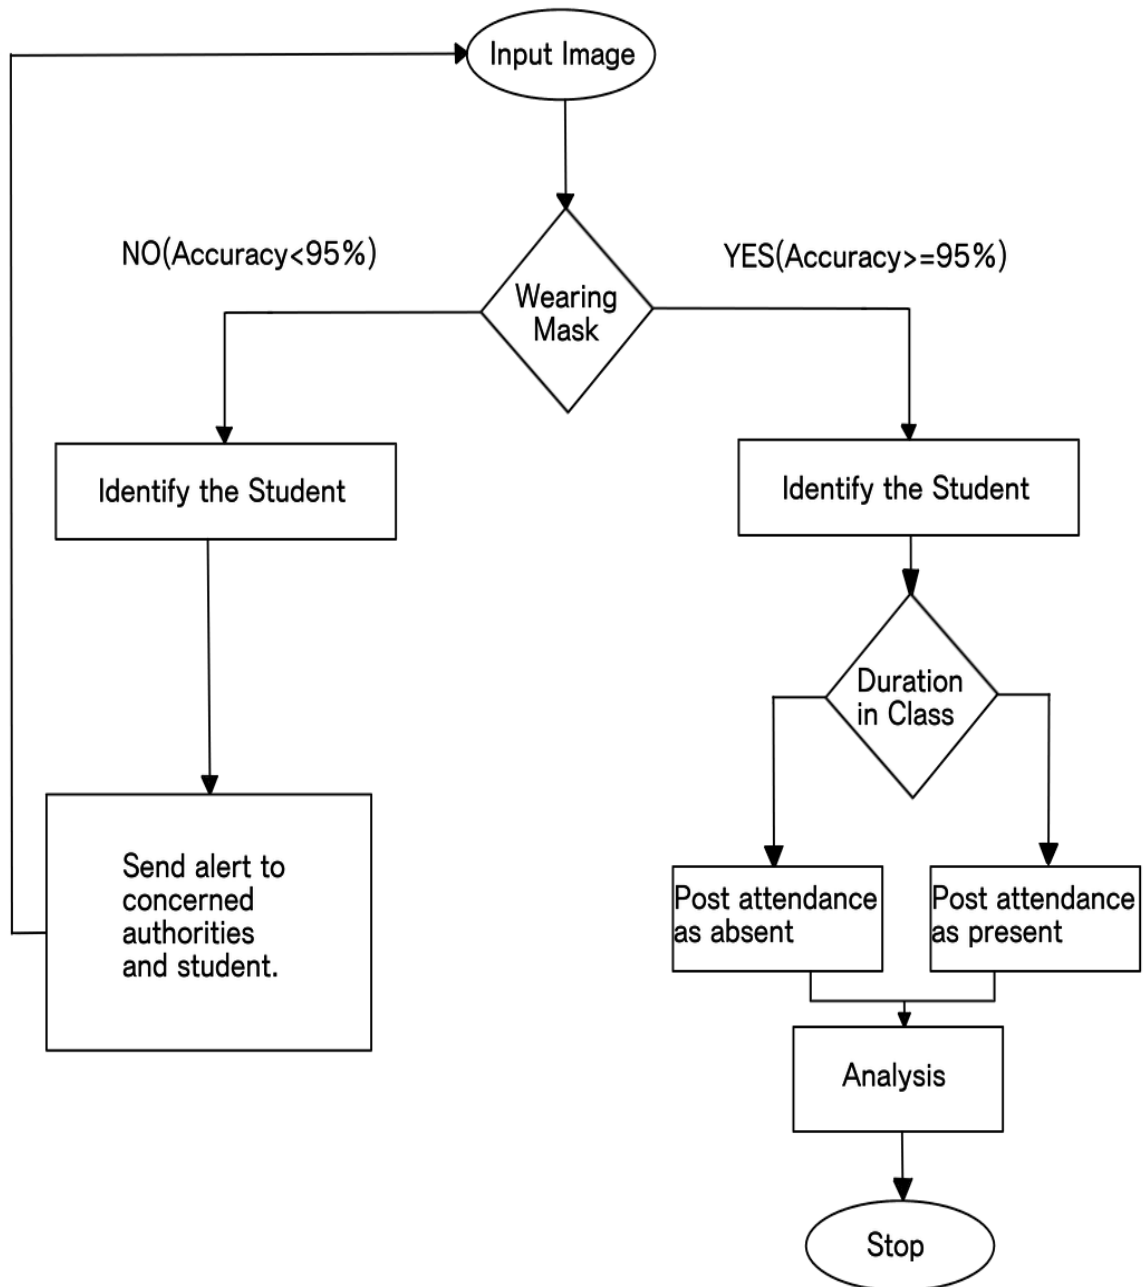 Input Image
NO(Accuracy<95%)
YES(Accuracy>=95%)
Wearing
Mask
Identify the Student
Identify the Student
Duration
in Class
Send alert to
concerned
authorities
and student.
Post attendance
as absent
Post attendance
as present
Analysis
Stop